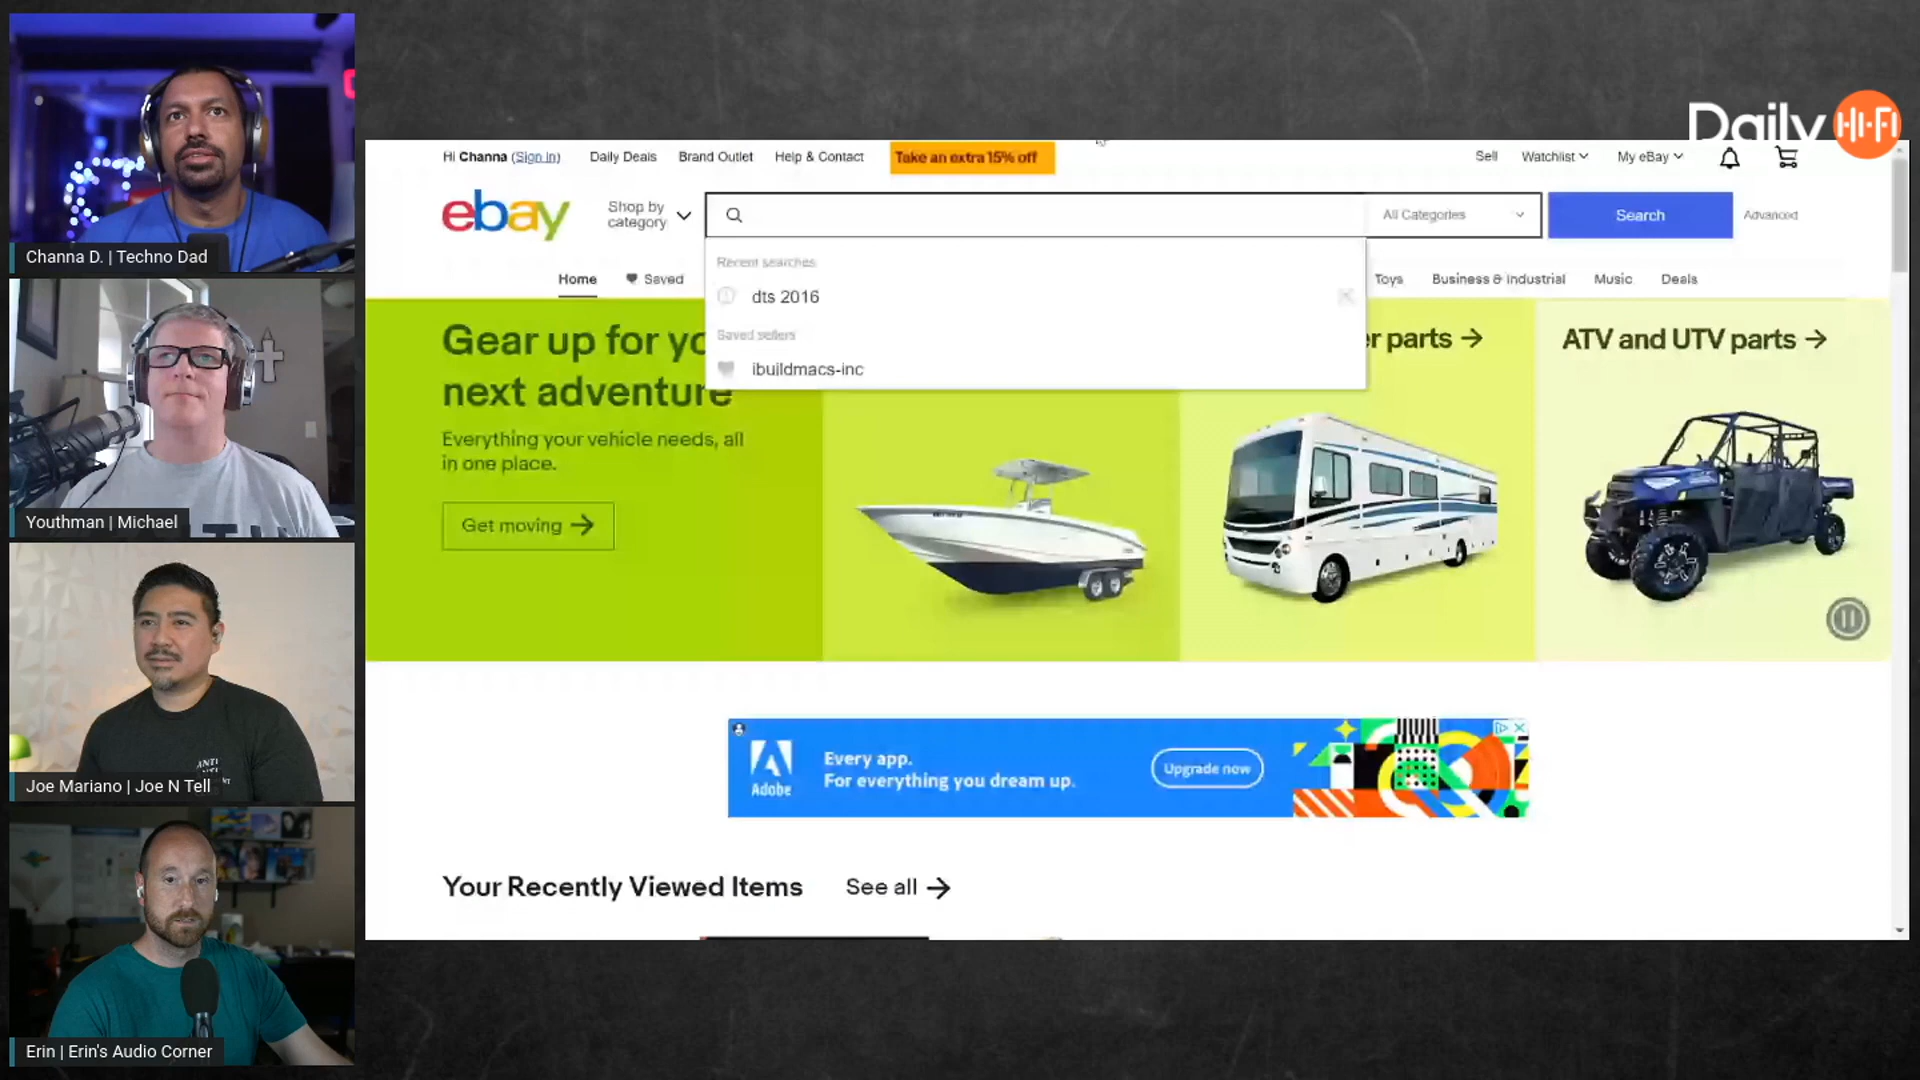 Channa D. | Techno Dad
Youthman | Michael
Joe Mariano | Joe N Tell
Erin | Erin's Audio Corner
Daily HI-FI
Hi Channa (Sign in) Daily Deals Brand Outlet Help & Contact Take an extra 15% off Sell Watchlist My eBay
ebay Shop by category All Categories Search Advanced
Home Saved Toys Business & Industrial Music Deals
Recent searches
dts 2016
Saved sellers
ibuildmacs-inc
Gear up for yo
next adventure
Everything your vehicle needs, all
in one place.
Get moving
r parts
ATV and UTV parts
Adobe
Every app.
For everything you dream up.
Upgrade now
Your Recently Viewed Items See all